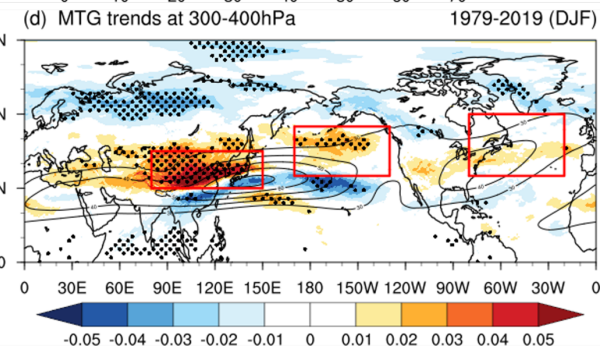 (d) MTG trends at 300-400hPa 1979-2019 (DJF)
N
N
N
0
0 30E 60E 90E 120E 150E 180 150W 120W 90W 60W 30W 0
-0.05 -0.04 -0.03 -0.02 -0.01 0 0.01 0.02 0.03 0.04 0.05